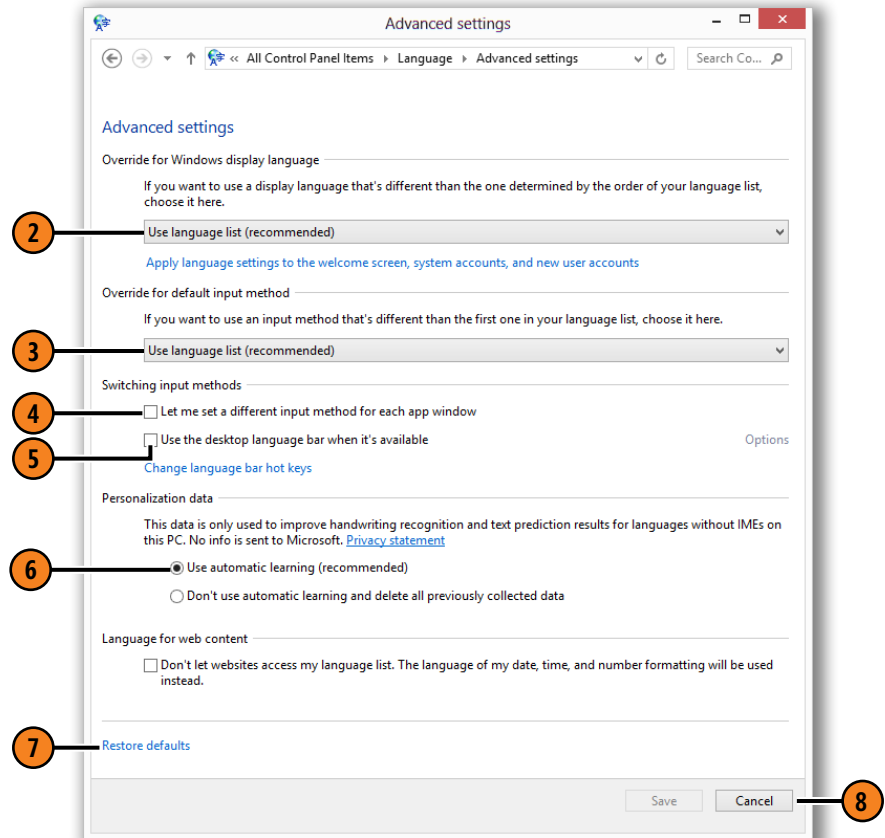 Advanced settings
« All Control Panel Items Language Advanced settings Search Co...
Advanced settings
Override for Windows display language
If you want to use a display language that's different than the one determined by the order of your language list,
choose it here.
2
Use language list (recommended)
Apply language settings to the welcome screen, system accounts, and new user accounts
Override for default input method
If you want to use an input method that's different than the first one in your language list, choose it here.
3
Use language list (recommended)
Switching input methods
4
Let me set a different input method for each app window
5
Use the desktop language bar when it's available Options
Change language bar hot keys
Personalization data
This data is only used to improve handwriting recognition and text prediction results for languages without IMEs on
this PC. No info is sent to Microsoft. Privacy statement
6
Use automatic learning (recommended)
Don't use automatic learning and delete all previously collected data
Language for web content
Don't let websites access my language list. The language of my date, time, and number formatting will be used
instead.
7
Restore defaults
Save Cancel
8